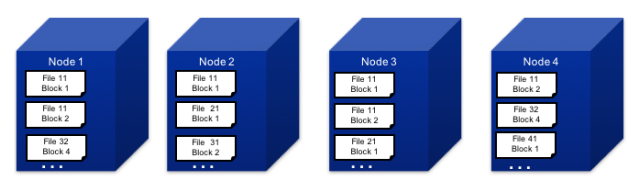 Node 1
File 11
Block 1
File 11
Block 2
File 32
Block 4
...
Node 2
File 11
Block 1
File 21
Block 1
File 31
Block 2
...
Node 3
File 11
Block 1
File 11
Block 2
File 21
Block 1
...
Node 4
File 11
Block 2
File 32
Block 4
File 41
Block 1
...